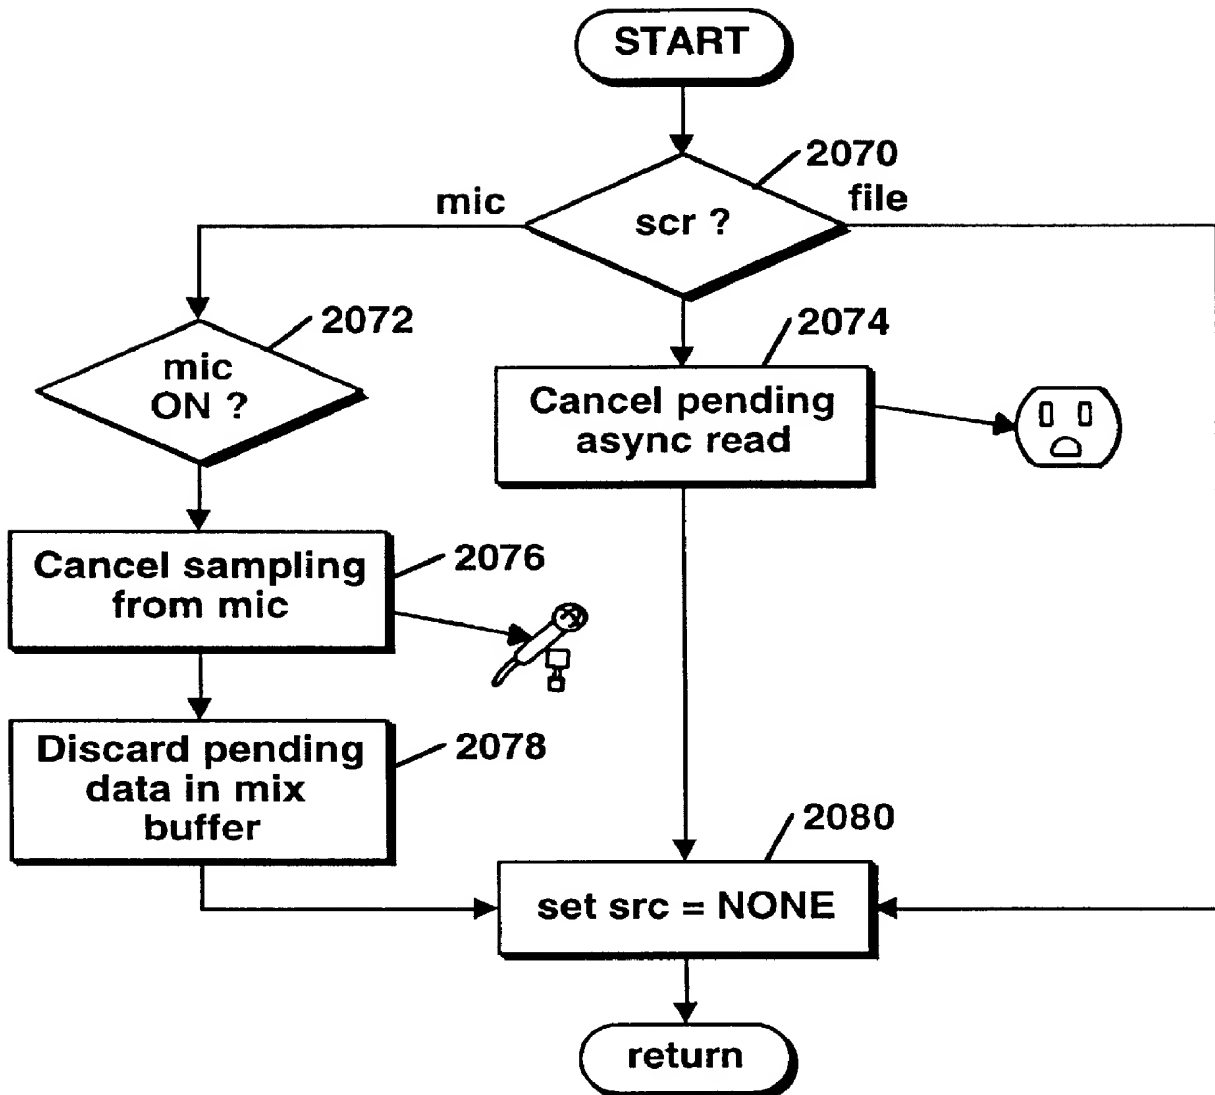 START
2070
mic
file
scr ?
2072
2074
mic
ON ?
Cancel pending
async read
2076
Cancel sampling
from mic
2078
Discard pending
data in mix
buffer
2080
set src = NONE
return